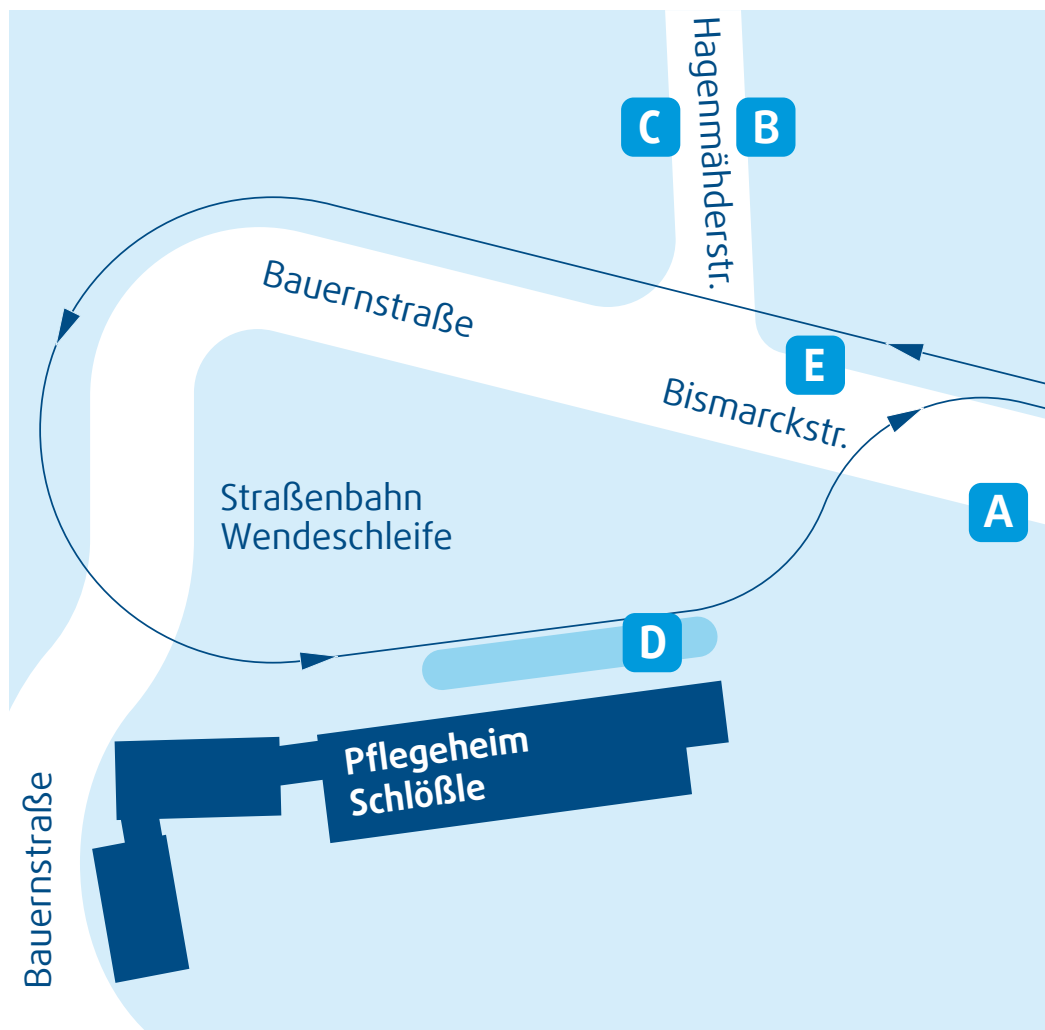 Hagenmähderstr.
C
B
Bauernstraße
E
Bismarckstr.
Straßenbahn
Wendeschleife
A
D
Pflegeheim
Schlößle
Bauernstraße